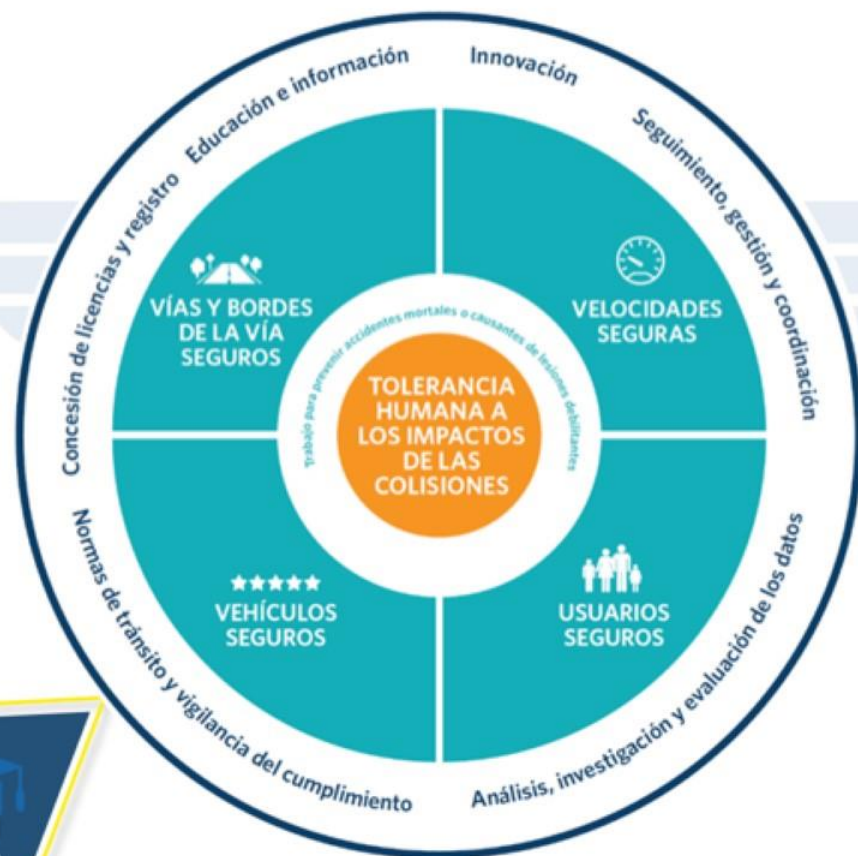 Educación e información
Innovación
Seguimiento, gestión y coordinación
Concesión de licencias y registro
VÍAS Y BORDES
DE LA VÍA
SEGUROS
VELOCIDADES
SEGURAS
Trabajo para prevenir accidentes mortales o causantes de lesiones debilitantes
TOLERANCIA
HUMANA A
LOS IMPACTOS
DE LAS
COLISIONES
VEHÍCULOS
SEGUROS
USUARIOS
SEGUROS
Normas de tránsito y vigilancia del cumplimiento
Análisis, investigación y evaluación de los datos